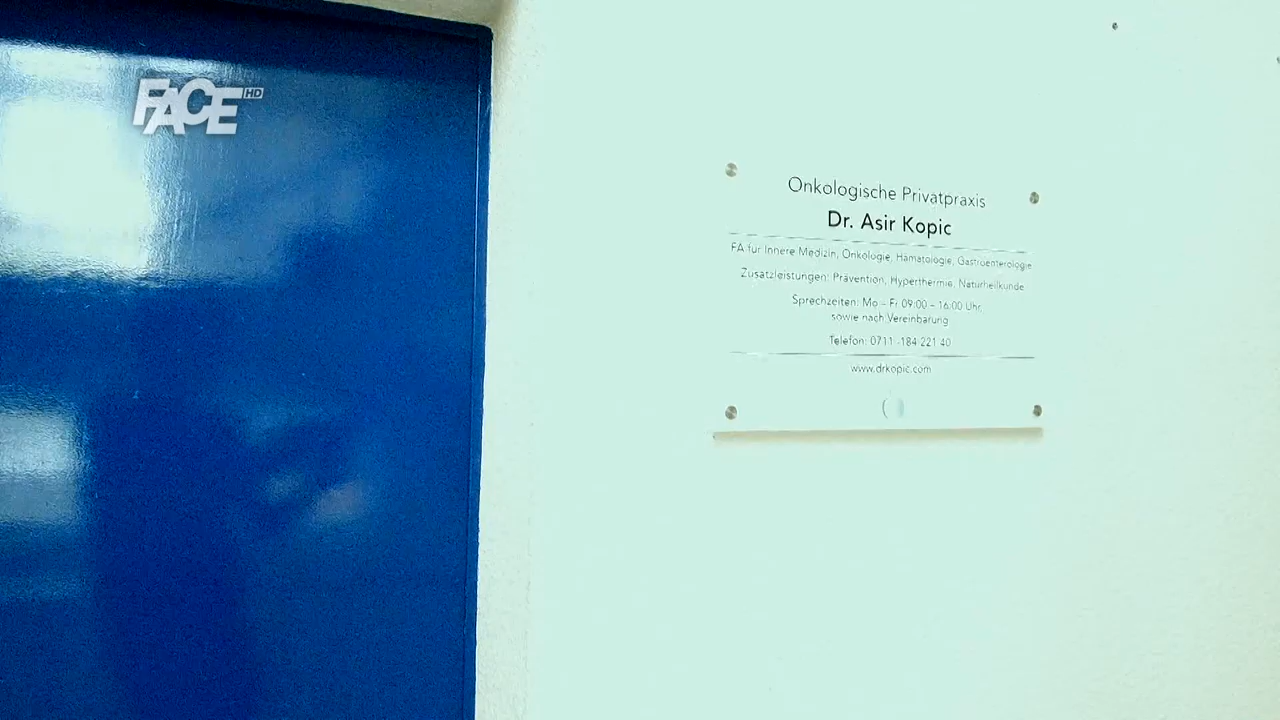 FACE HD
Onkologische Privatpraxis
Dr. Asir Kopic
FA für Innere Medizin, Onkologie, Hämatologie, Gastroenterologie
Zusatzleistungen: Prävention, Hyperthermie, Naturheilkunde
Sprechzeiten: Mo – Fr 09:00 – 16:00 Uhr
sowie nach Vereinbarung
Telefon: 0711 -184 221 40
www.drkopic.com